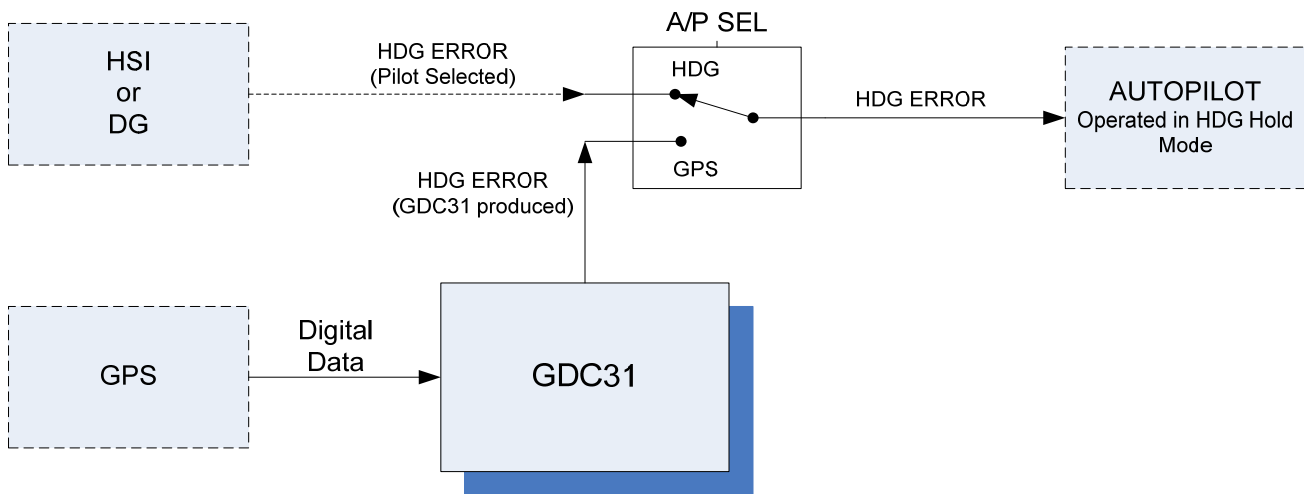 A/P SEL
HSI
or
DG
HDG ERROR
(Pilot Selected)
HDG
GPS
HDG ERROR
AUTOPILOT
Operated in HDG Hold
Mode
HDG ERROR
(GDC31 produced)
GPS
Digital
Data
GDC31